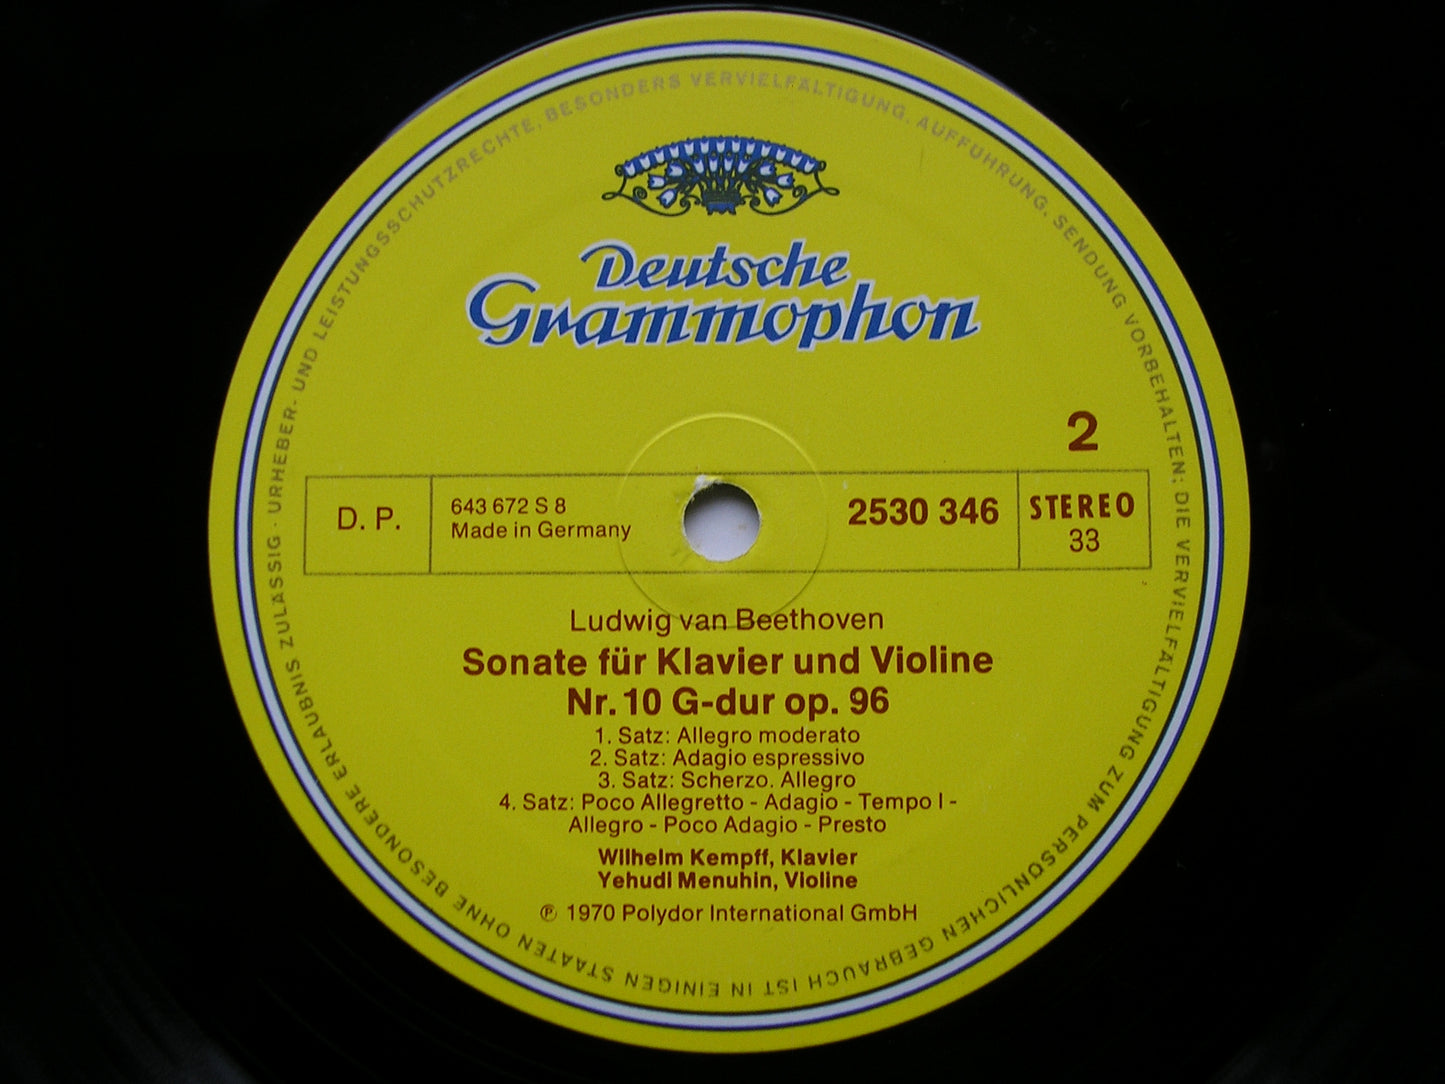 URHEBER- UND LEISTUNGSSCHUTZRECHTE, BESONDERS VERVIELFÄLTIGUNG, AUFFÜHRUNG, SENDUNG VORBEHALTEN; DIE VERVIELFÄLTIGUNG ZUM PERSÖNLICHEN GEBRAUCH IST IN EINIGEN STAATEN OHNE BESONDERE ERLAUBNIS ZULÄSSIG ·
Deutsche
Grammophon
2
D. P.
643 672 S 8
Made in Germany
2530 346
STEREO
33
Ludwig van Beethoven
Sonate für Klavier und Violine
Nr. 10 G-dur op. 96
1. Satz: Allegro moderato
2. Satz: Adagio espressivo
3. Satz: Scherzo. Allegro
4. Satz: Poco Allegretto - Adagio - Tempo I -
Allegro - Poco Adagio - Presto
Wilhelm Kempff, Klavier
Yehudi Menuhin, Violine
℗ 1970 Polydor International GmbH